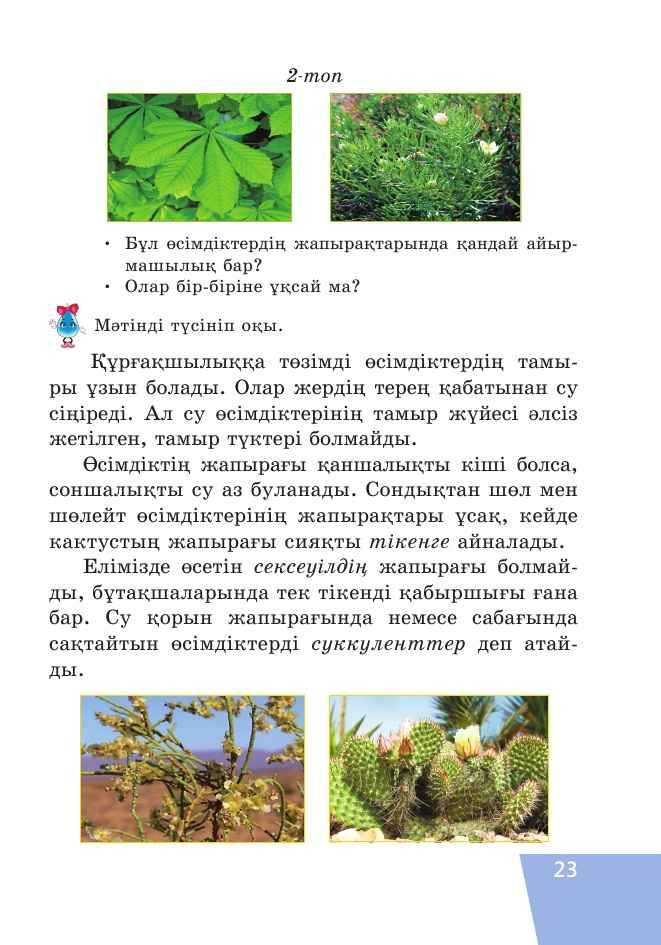 2-топ
• Бұл өсімдіктердің жапырақтарында қандай айыр-
машылық бар?
• Олар бір-біріне ұқсай ма?
Мәтінді түсініп оқы.
Құрғақшылыққа төзімді өсімдіктердің тамы-
ры ұзын болады. Олар жердің терең қабатынан су
сіңіреді. Ал су өсімдіктерінің тамыр жүйесі әлсіз
жетілген, тамыр түктері болмайды.
Өсімдіктің жапырағы қаншалықты кіші болса,
соншалықты су аз буланады. Сондықтан шөл мен
шөлейт өсімдіктерінің жапырақтары ұсақ, кейде
кактустың жапырағы сияқты тікенге айналады.
Елімізде өсетін сексеуілдің жапырағы болмай-
ды, бұтақшаларында тек тікенді қабыршығы ғана
бар. Су қорын жапырағында немесе сабағында
сақтайтын өсімдіктерді суккуленттер деп атай-
ды.
23